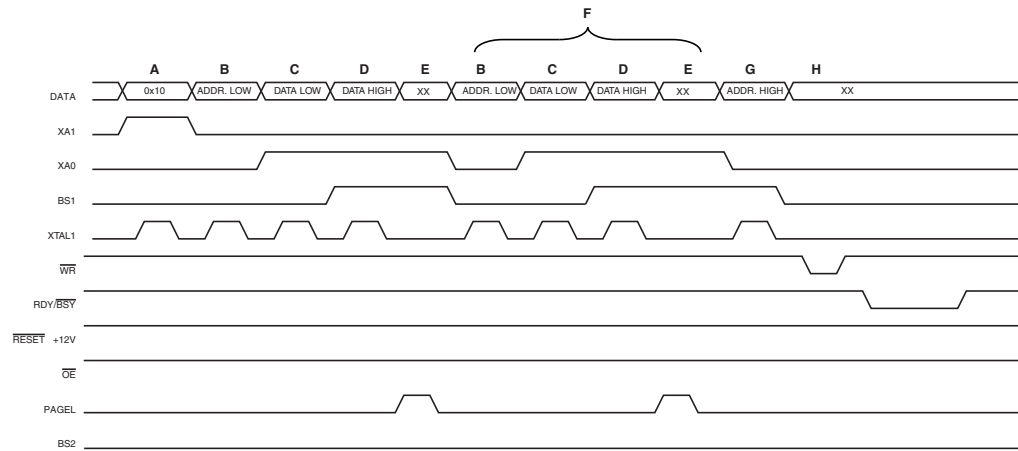 F
A B C D E B C D E G H
DATA 0x10 ADDR. LOW DATA LOW DATA HIGH XX ADDR. LOW DATA LOW DATA HIGH XX ADDR. HIGH XX
XA1
XA0
BS1
XTAL1
WR
RDY/BSY
RESET +12V
OE
PAGEL
BS2